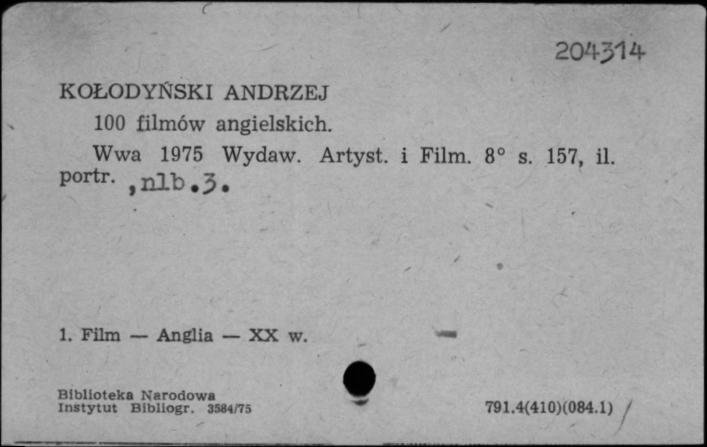 204314
KOŁODYŃSKI ANDRZEJ
100 filmów angielskich.
Wwa 1975 Wydaw. Artyst. i Film. 8° s. 157, il.
portr. , nlb. 3.
1. Film — Anglia — XX w.
Biblioteka Narodowa
Instytut Bibliogr. 3584/75
791.4(410)(084.1) /